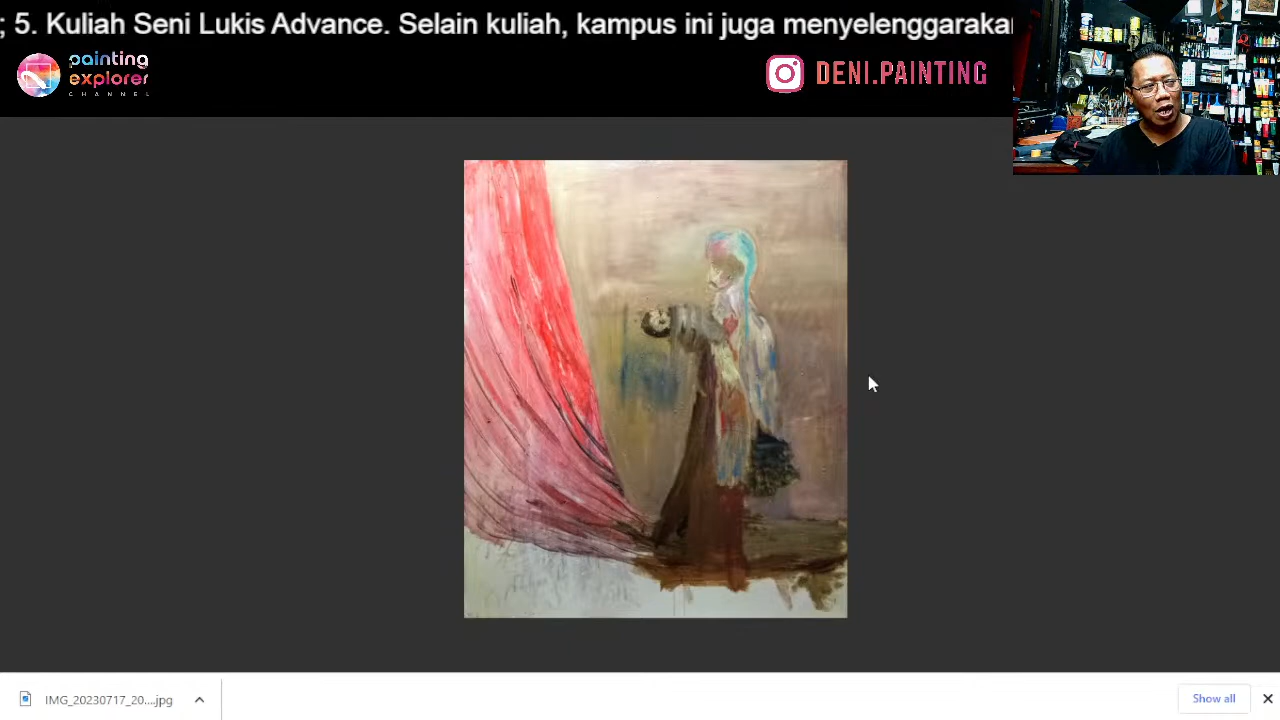 ; 5. Kuliah Seni Lukis Advance. Selain kuliah, kampus ini juga menyelenggarakan
painting
explorer
CHANNEL
DENI.PAINTING
IMG_20230717_20....jpg
Show all